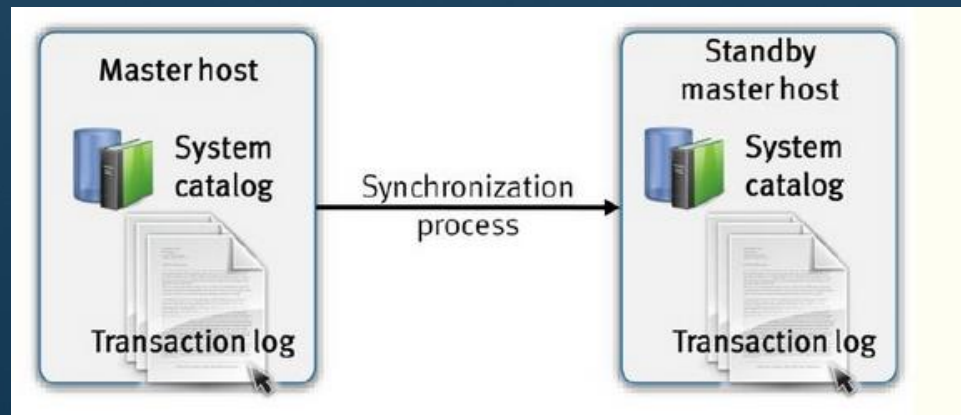 Master host
System
catalog
Transaction log
Synchronization
process
Standby
master host
System
catalog
Transaction log